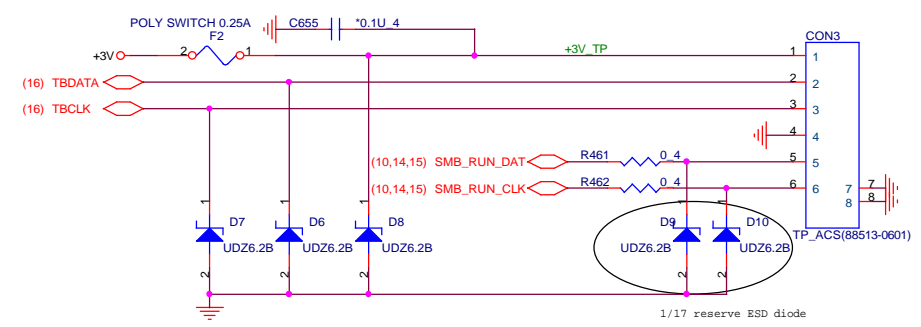 POLY SWITCH 0.25A
F2
C655 *0.1U_4
CON3
+3V 2 1 +3V_TP 1 1
(16) TBDATA 2 2
(16) TBCLK 3 3
4 4
(10,14,15) SMB_RUN_DAT R461 0_4 5 5
(10,14,15) SMB_RUN_CLK R462 0_4 6 6 7 7
8 8
1 1 1 1 1
D7 D6 D8 D9 D10
TP_ACS(88513-0601)
UDZ6.2B UDZ6.2B UDZ6.2B UDZ6.2B UDZ6.2B
2 2 2 2 2
1/17 reserve ESD diode